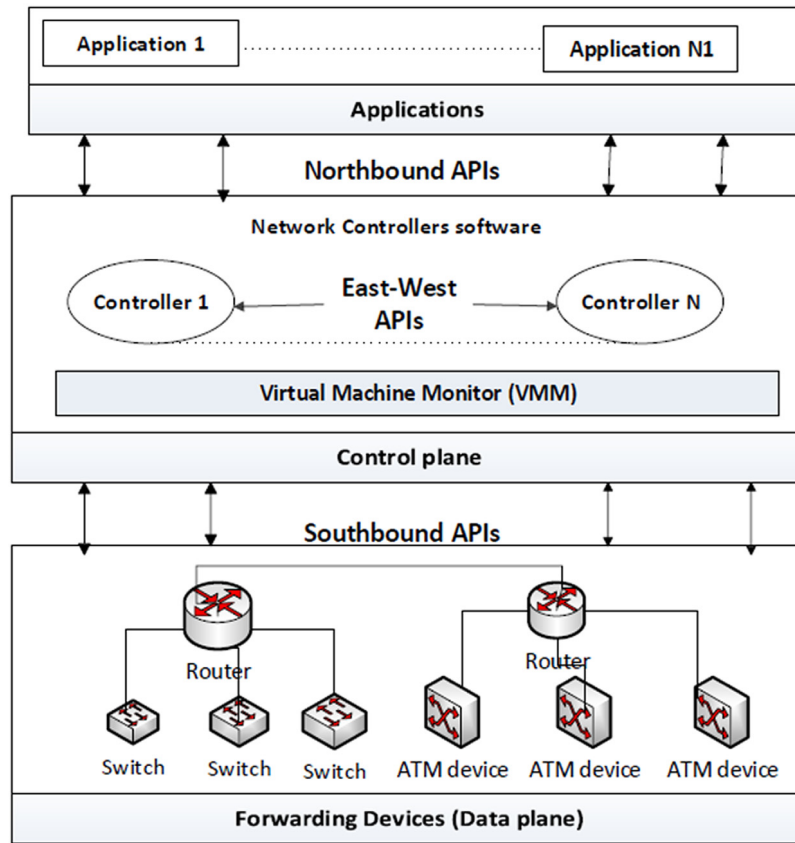 Application 1
Application N1
Applications
Northbound APIs
Network Controllers software
Controller 1
East-West
APIs
Controller N
Virtual Machine Monitor (VMM)
Control plane
Southbound APIs
Router
Router
Switch
Switch
Switch
ATM device
ATM device
ATM device
Forwarding Devices (Data plane)